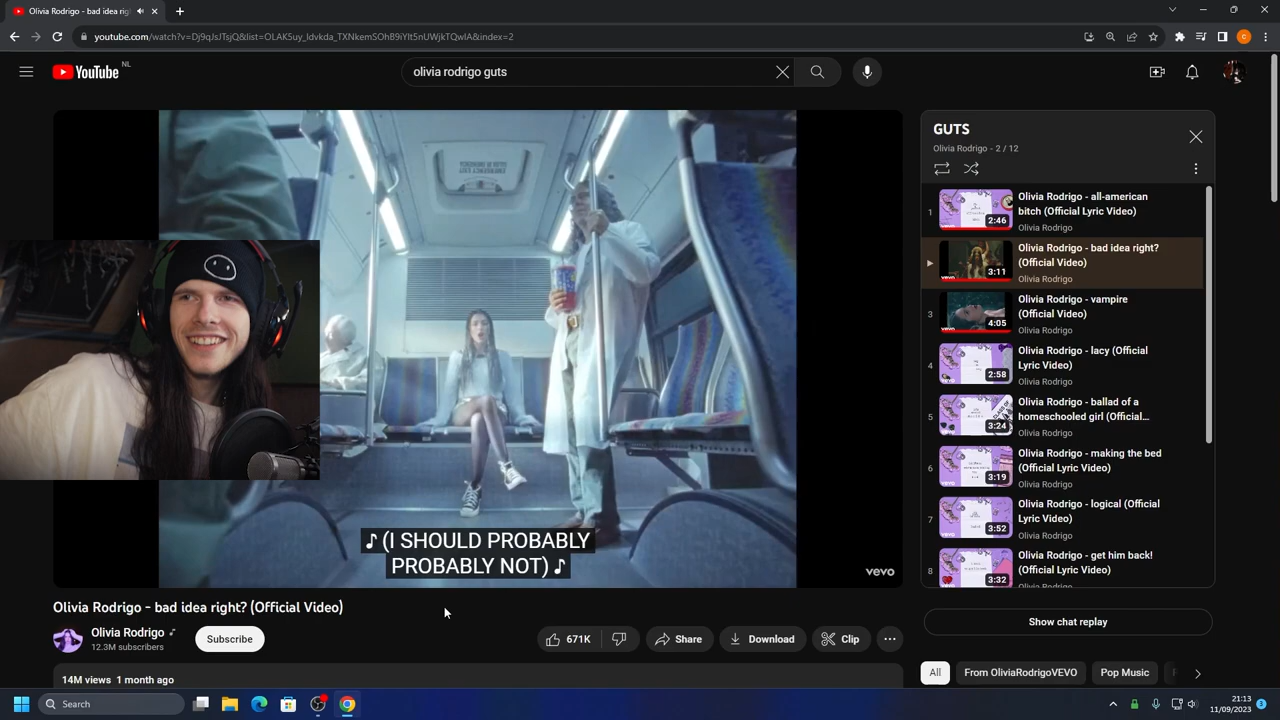 Olivia Rodrigo - bad idea righ
youtube.com/watch?v=Dj9qJsJTsjQ&list=OLAK5uy_ldvkda_TXNkemSOhB9iYlt5nUWjkTQwIA&index=2
YouTube NL
olivia rodrigo guts
♪ (I SHOULD PROBABLY
PROBABLY NOT) ♪
vevo
Olivia Rodrigo - bad idea right? (Official Video)
Olivia Rodrigo
12.3M subscribers
Subscribe
671K
Share
Download
Clip
14M views 1 month ago
GUTS
Olivia Rodrigo - 2 / 12
1
2:46
Olivia Rodrigo - all-american
bitch (Official Lyric Video)
Olivia Rodrigo
vevo
3:11
Olivia Rodrigo - bad idea right?
(Official Video)
Olivia Rodrigo
3
vevo
4:05
Olivia Rodrigo - vampire
(Official Video)
Olivia Rodrigo
4
2:58
Olivia Rodrigo - lacy (Official
Lyric Video)
Olivia Rodrigo
5
3:24
Olivia Rodrigo - ballad of a
homeschooled girl (Official...
Olivia Rodrigo
6
vevo
3:19
Olivia Rodrigo - making the bed
(Official Lyric Video)
Olivia Rodrigo
7
3:52
Olivia Rodrigo - logical (Official
Lyric Video)
Olivia Rodrigo
8
3:32
Olivia Rodrigo - get him back!
(Official Lyric Video)
Olivia Rodrigo
Show chat replay
All
From OliviaRodrigoVEVO
Pop Music
Search
21:13
11/09/2023
3